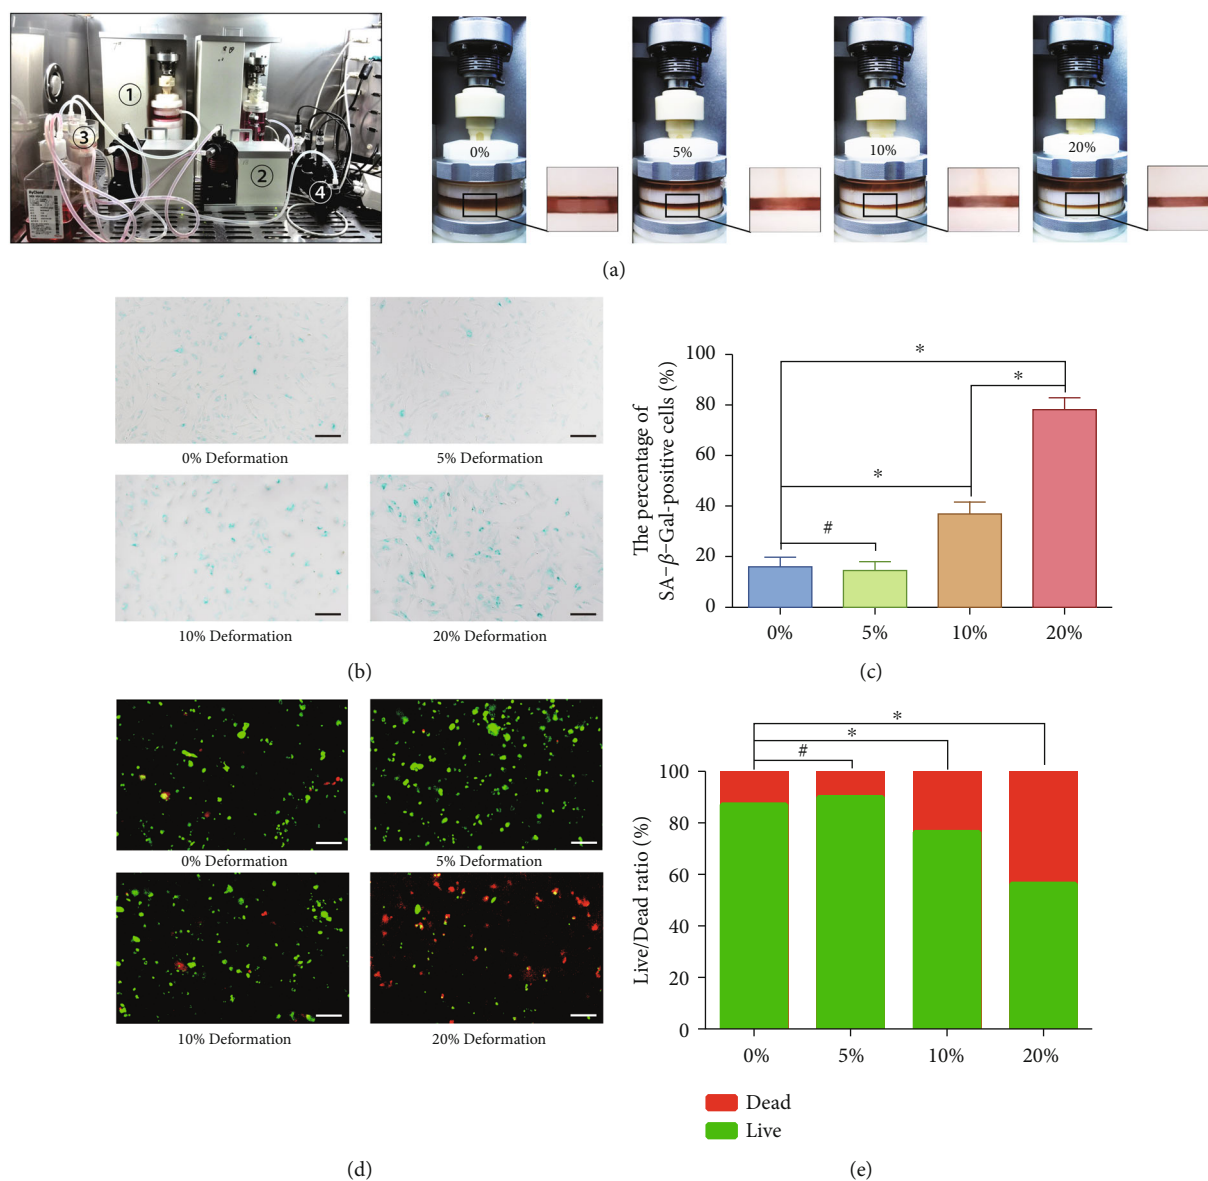 ① ② ③ ④
0% 5% 10% 20%
(a)
0% Deformation 5% Deformation
10% Deformation 20% Deformation
(b)
The percentage of
SA–β–Gal-positive cells (%)
100
80
60
40
20
0
*
*
*
#
0% 5% 10% 20%
(c)
0% Deformation 5% Deformation
10% Deformation 20% Deformation
(d)
Live/Dead ratio (%)
100
80
60
40
20
0
*
*
#
0% 5% 10% 20%
Dead
Live
(e)